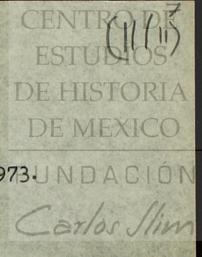 CENTRO DE
ESTUDIOS
DE HISTORIA
DE MEXICO
973.
FUNDACIÓN
Carlos Slim